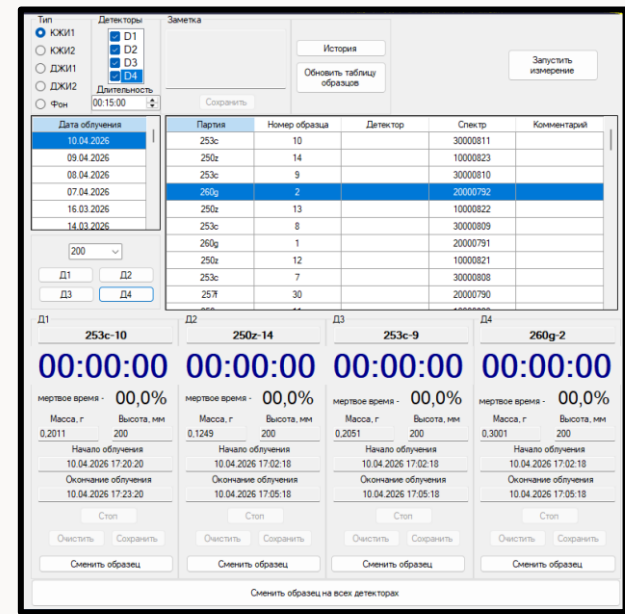 Тип
КЖИ1
КЖИ2
ДЖИ1
ДЖИ2
Фон
Детекторы
D1
D2
D3
D4
Длительность
00:15:00
Заметка
Сохранить
История
Обновить таблицу
образцов
Запустить
измерение
Дата облучения
10.04.2026
09.04.2026
08.04.2026
07.04.2026
16.03.2026
14.03.2026
200
Д1 Д2
Д3 Д4
Партия Номер образца Детектор Спектр Комментарий
253c 10 30000811
250z 14 10000823
253c 9 30000810
260g 2 20000792
250z 13 10000822
253c 8 30000809
260g 1 20000791
250z 12 10000821
253c 7 30000808
257f 30 20000790
Д1 Д2 Д3 Д4
253c-10 250z-14 253c-9 260g-2
00:00:00 00:00:00 00:00:00 00:00:00
мертвое время - 00,0% мертвое время - 00,0% мертвое время - 00,0% мертвое время - 00,0%
Масса, г Высота, мм Масса, г Высота, мм Масса, г Высота, мм Масса, г Высота, мм
0,2011 200 0,1249 200 0,2051 200 0,3001 200
Начало облучения Начало облучения Начало облучения Начало облучения
10.04.2026 17:20:20 10.04.2026 17:02:18 10.04.2026 17:02:18 10.04.2026 17:02:18
Окончание облучения Окончание облучения Окончание облучения Окончание облучения
10.04.2026 17:23:20 10.04.2026 17:05:18 10.04.2026 17:05:18 10.04.2026 17:05:18
Стоп Стоп Стоп Стоп
Очистить Сохранить Очистить Сохранить Очистить Сохранить Очистить Сохранить
Сменить образец Сменить образец Сменить образец Сменить образец
Сменить образец на всех детекторах